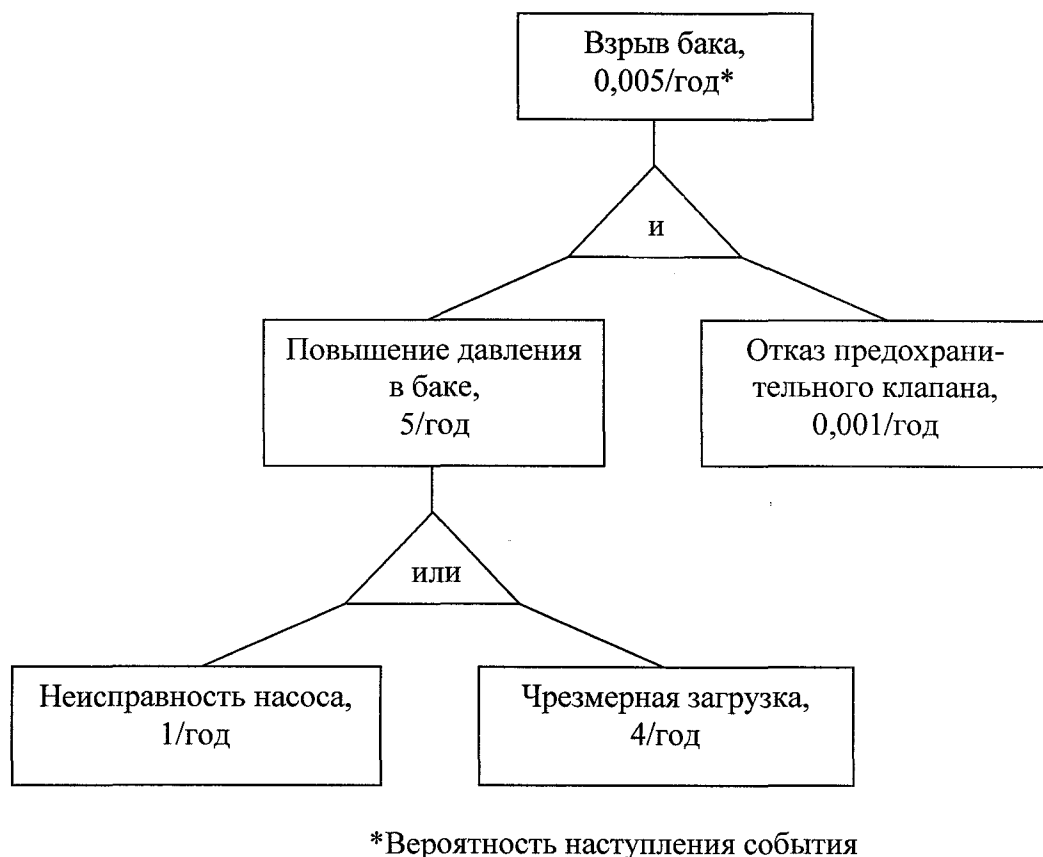 Взрыв бака,
0,005/год*
и
Повышение давления
в баке,
5/год
Отказ предохрани-
тельного клапана,
0,001/год
или
Неисправность насоса,
1/год
Чрезмерная загрузка,
4/год
*Вероятность наступления события